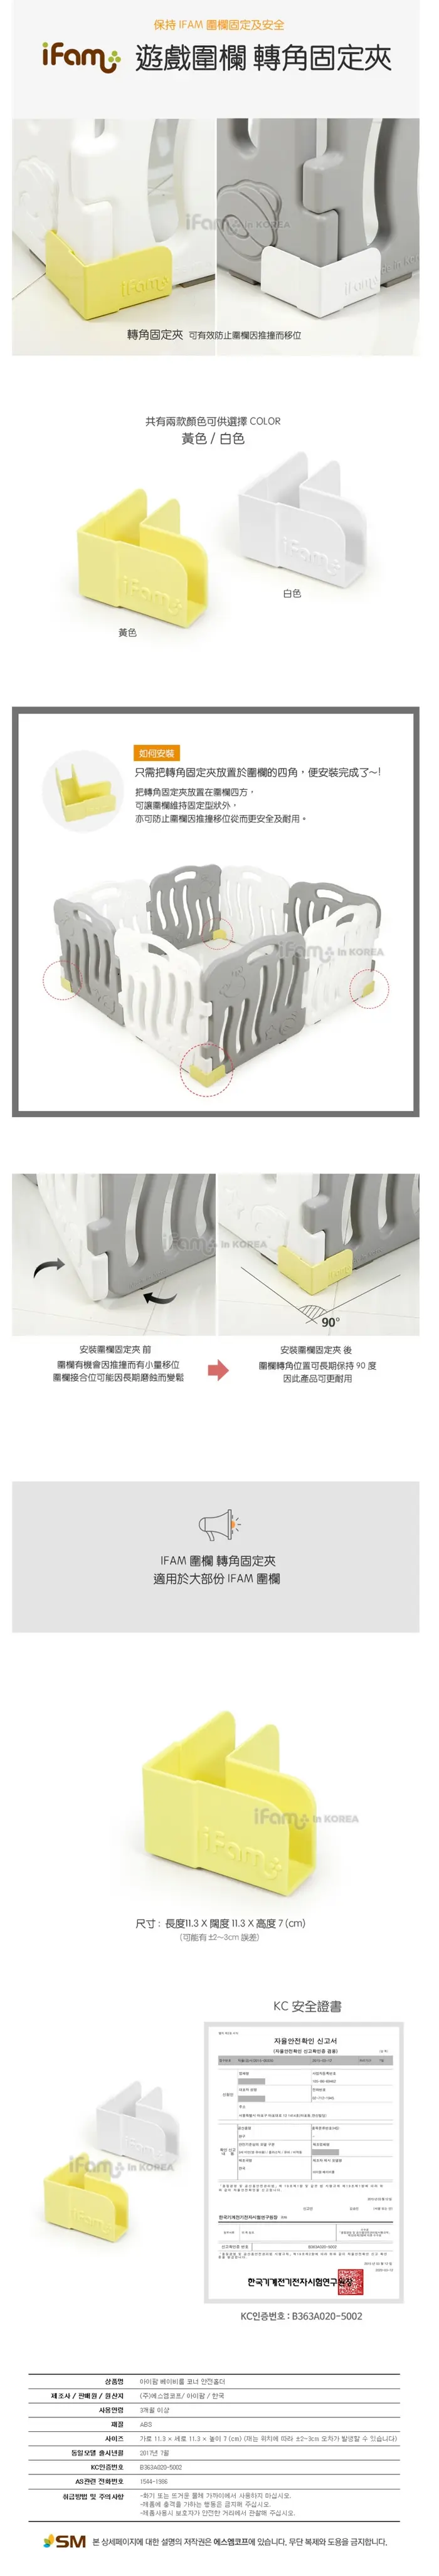 保持 IFAM 圍欄固定及安全
iFam 遊戲圍欄 轉角固定夾
iFam in KOREA
轉角固定夾 可有效防止圍欄因推撞而移位
共有兩款顏色可供選擇 COLOR
黃色 / 白色
iFam
iFam
白色
黃色
如何安裝
只需把轉角固定夾放置於圍欄的四角，便安裝完成了~!
把轉角固定夾放置在圍欄四方，
可讓圍欄維持固定型狀外，
亦可防止圍欄因推撞移位從而更安全及耐用。
iFam in KOREA
iFam in KOREA
90°
安裝圍欄固定夾 前
圍欄有機會因推撞而有小量移位
圍欄接合位可能因長期磨蝕而變鬆
安裝圍欄固定夾 後
圍欄轉角位置可長期保持 90 度
因此產品可更耐用
IFAM 圍欄 轉角固定夾
適用於大部份 IFAM 圍欄
iFam in KOREA
iFam
尺寸 : 長度11.3 X 闊度 11.3 X 高度 7 (cm)
(可能有 ±2~3cm 誤差)
KC 安全證書
자율안전확인 신고서
iFam in KOREA
한국기계전기전자시험연구원장
KC인증번호 : B363A020-5002
상품명 아이팜 베이비룸 코너 안전홀더
제조사 / 판매원 / 원산지 (주)에스엠코프 / 아이팜 / 한국
사용연령 3개월 이상
재질 ABS
사이즈 가로 11.3 × 세로 11.3 × 높이 7 (cm) (재는 위치에 따라 ±2~3cm 오차가 발생할 수 있습니다)
동일모델 출시년월 2017년 7월
KC인증번호 B363A020-5002
AS관련 전화번호 1544-1986
취급방법 및 주의사항 -화기 또는 뜨거운 물체 가까이에서 사용하지 마십시오.
-제품에 충격을 가하는 행동은 금지해 주십시오.
-제품사용시 보호자가 안전한 거리에서 관찰해 주십시오.
SM 본 상세페이지에 대한 설명의 저작권은 에스엠코프에 있습니다. 무단 복제와 도용을 금지합니다.